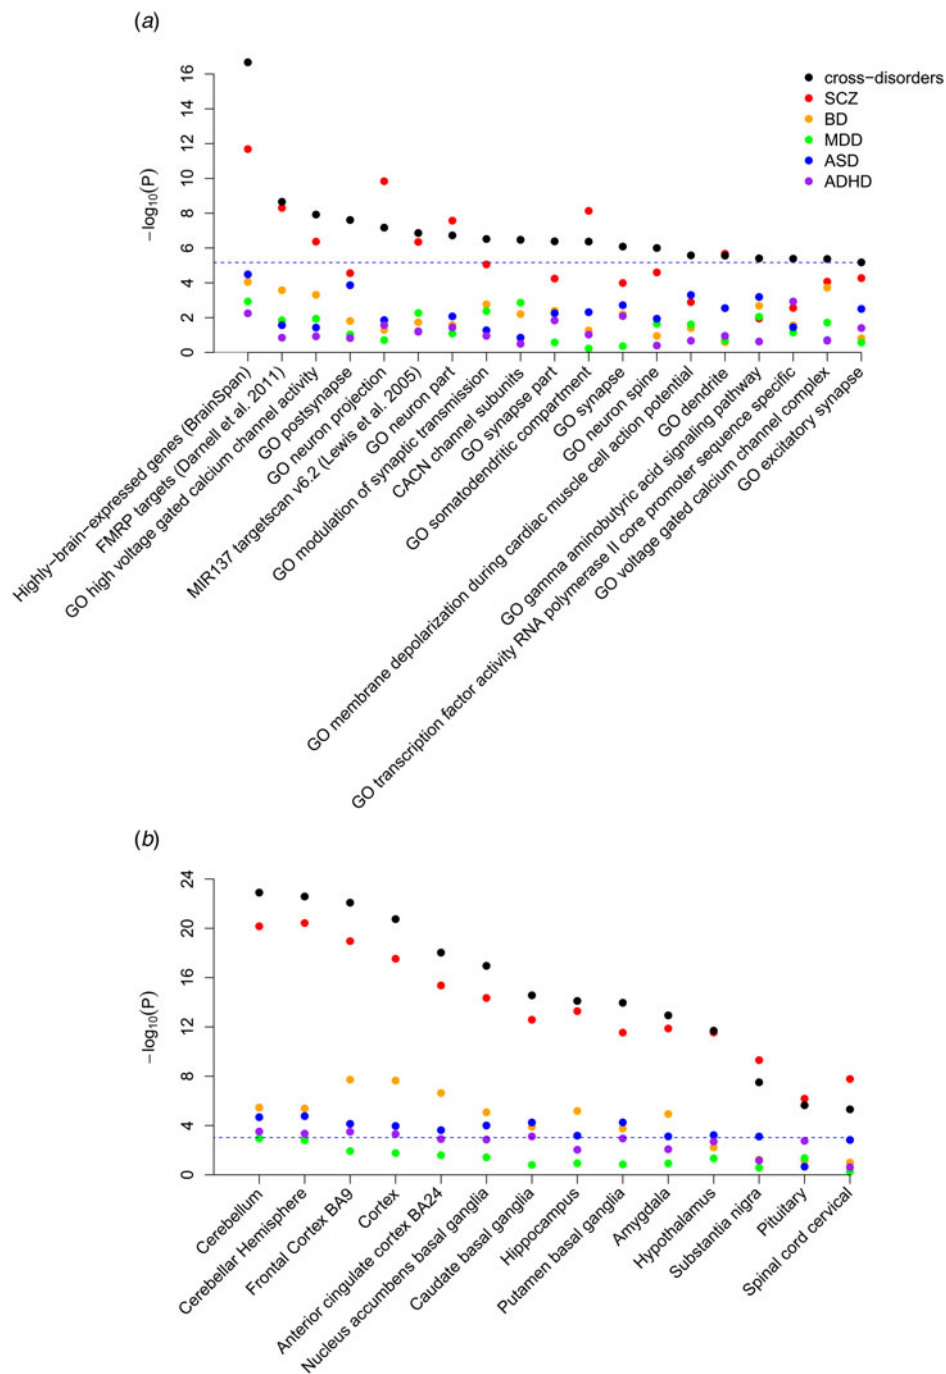 (a)
−log10(P)
0
2
4
6
8
10
12
14
16
cross−disorders
SCZ
BD
MDD
ASD
ADHD
Highly−brain−expressed genes (BrainSpan)
FMRP targets (Darnell et al. 2011)
GO high voltage gated calcium channel activity
GO postsynapse
GO neuron projection
MIR137 targetscan v6.2 (Lewis et al. 2005)
GO neuron part
GO modulation of synaptic transmission
CACN channel subunits
GO synapse part
GO somatodendritic compartment
GO synapse
GO neuron spine
GO membrane depolarization during cardiac muscle cell action potential
GO dendrite
GO gamma aminobutyric acid signaling pathway
GO transcription factor activity RNA polymerase II core promoter sequence specific
GO voltage gated calcium channel complex
GO excitatory synapse
(b)
−log10(P)
0
4
8
12
16
20
24
Cerebellum
Cerebellar Hemisphere
Frontal Cortex BA9
Cortex
Anterior cingulate cortex BA24
Nucleus accumbens basal ganglia
Caudate basal ganglia
Hippocampus
Putamen basal ganglia
Amygdala
Hypothalamus
Substantia nigra
Pituitary
Spinal cord cervical